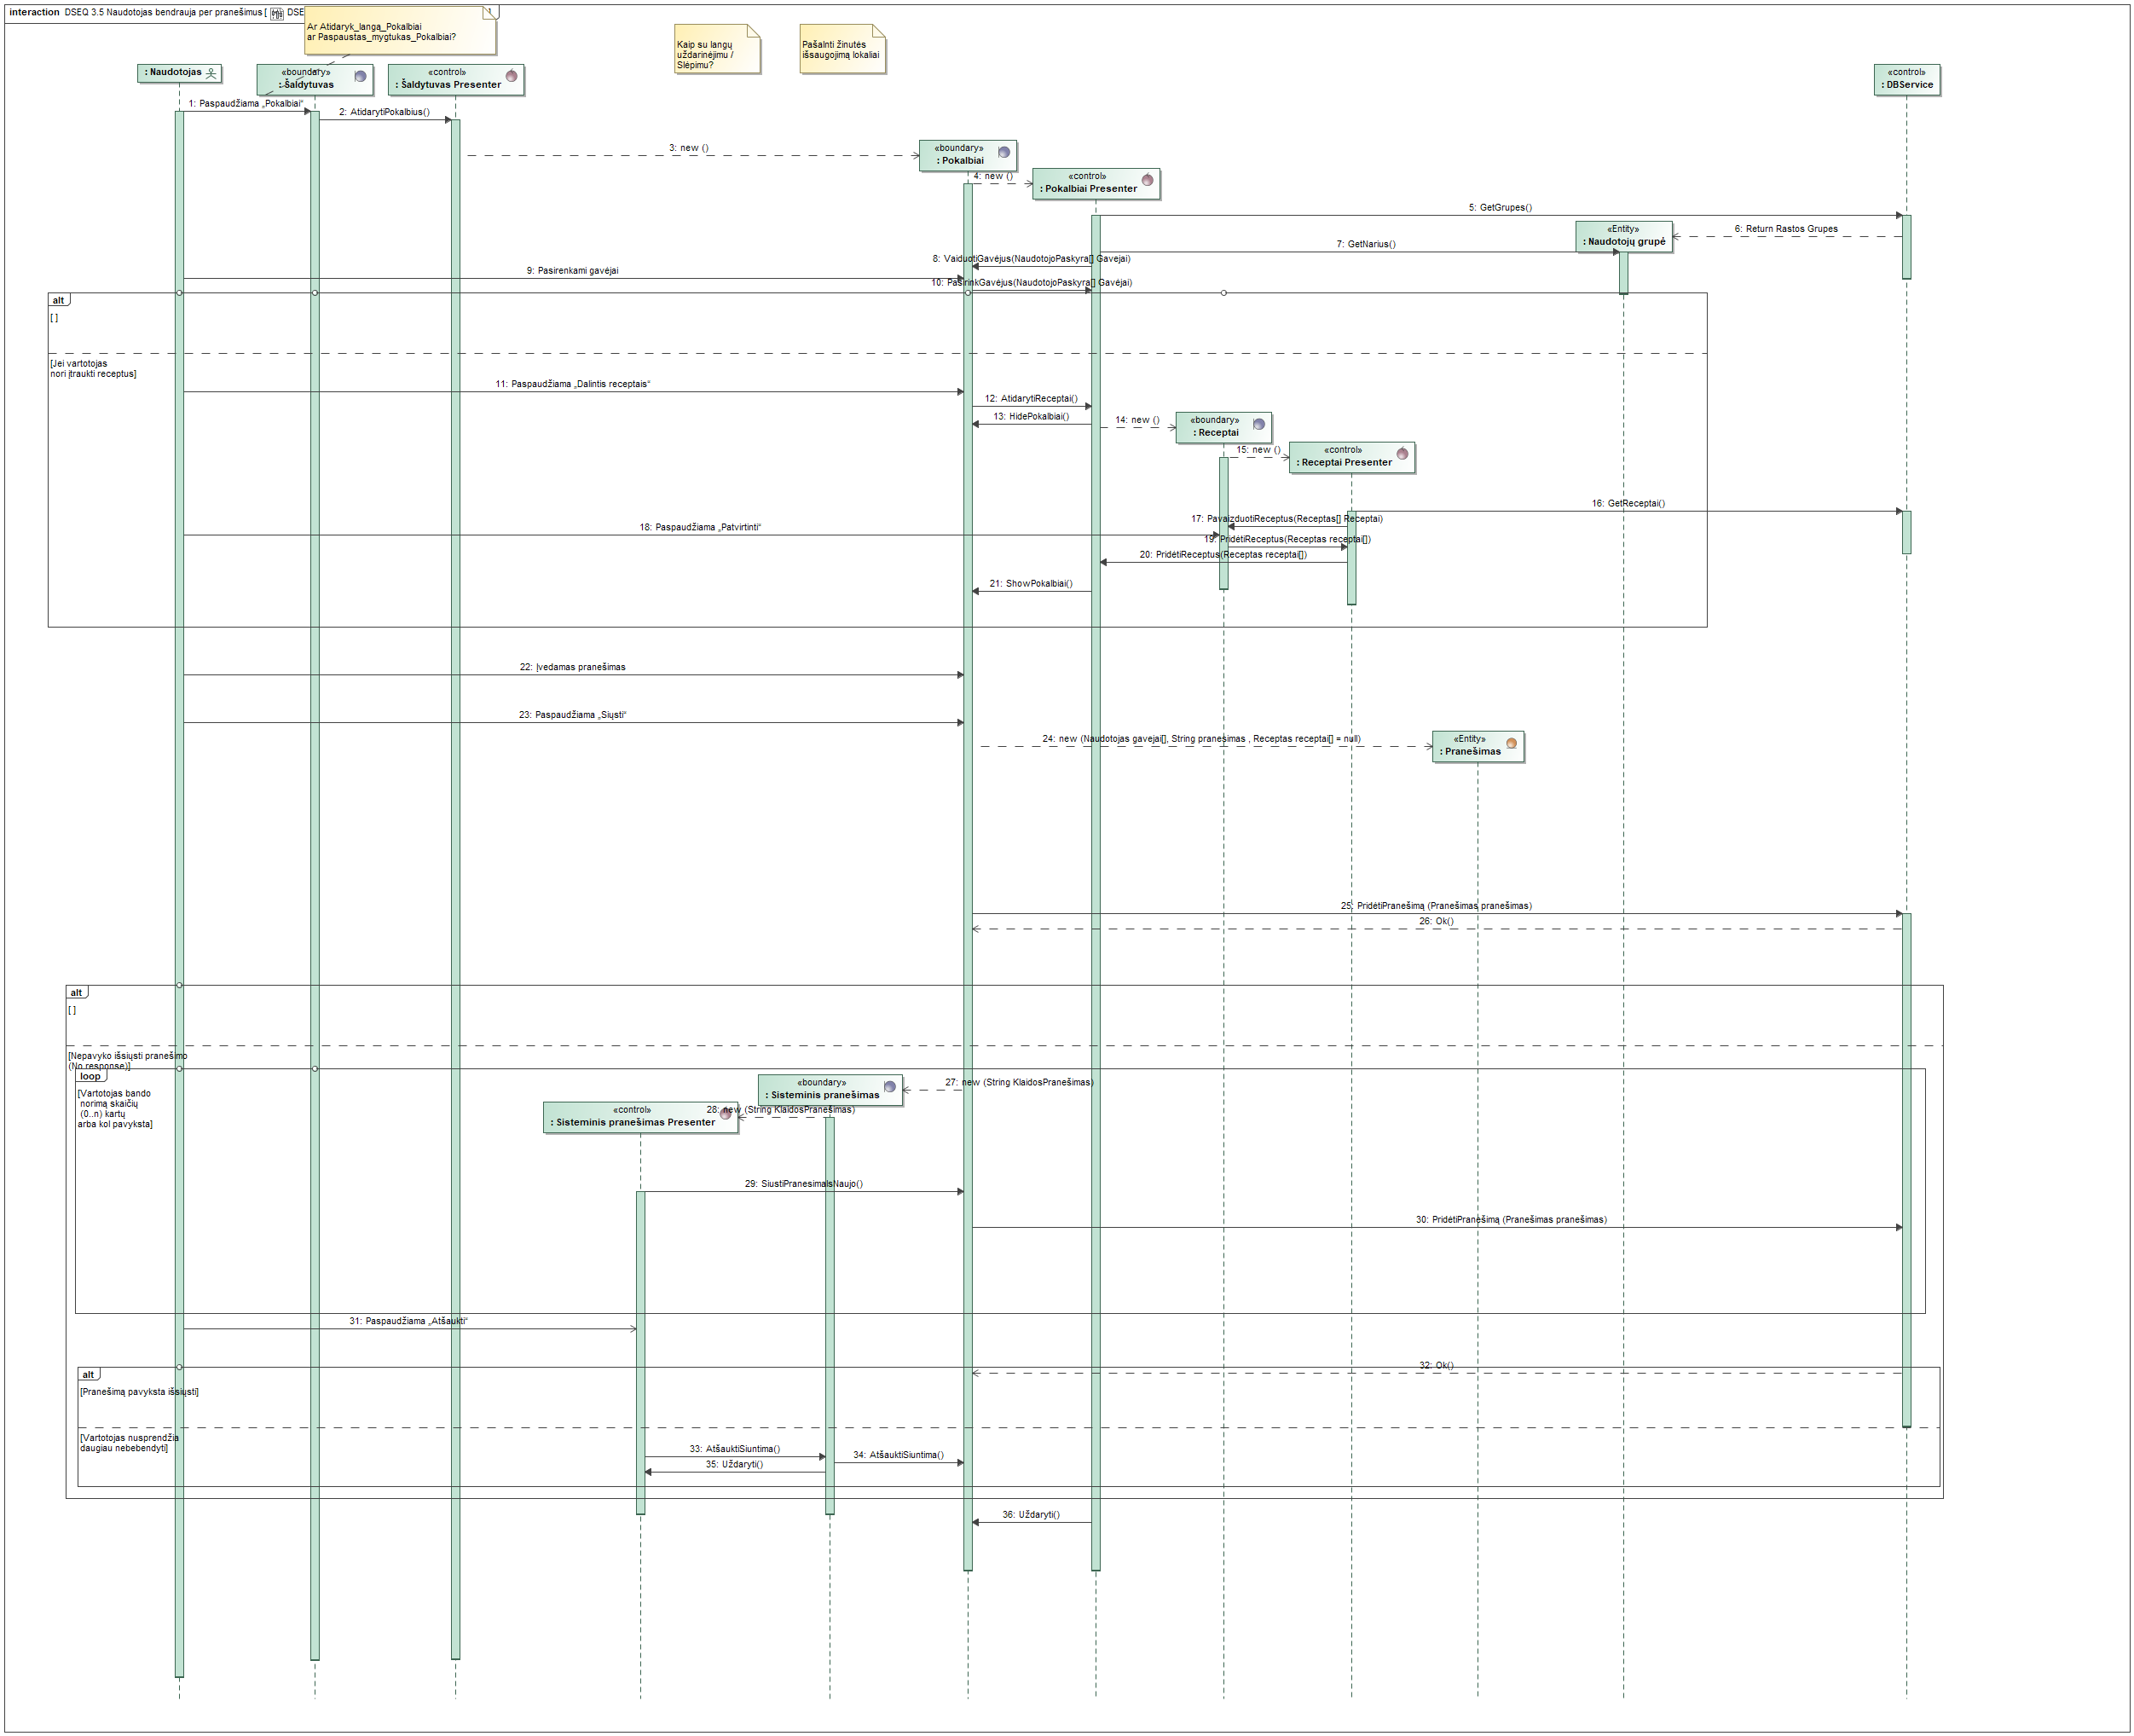 interaction DSEQ 3.5 Naudotojas bendrauja per pranešimus [ DSE
Ar Atidaryk_langą_Pokalbiai
ar Paspaustas_mygtukas_Pokalbiai?
Kaip su langų
uždarinėjimu /
Slėpimu?
Pašalnti žinutės
išsaugojimą lokaliai
: Naudotojas
«boundary»
: Šaldytuvas
«control»
: Šaldytuvas Presenter
«control»
: DBService
1: Paspaudžiama „Pokalbiai“
2: AtidarytiPokalbius()
3: new ()
«boundary»
: Pokalbiai
4: new ()
«control»
: Pokalbiai Presenter
5: GetGrupes()
«Entity»
: Naudotojų grupė
6: Return Rastos Grupes
7: GetNarius()
8: VaiduotiGavėjus(NaudotojoPaskyra[] Gavejai)
9: Pasirenkami gavėjai
10: PasirinkGavėjus(NaudotojoPaskyra[] Gavėjai)
alt
[ ]
[Jei vartotojas
nori įtraukti receptus]
11: Paspaudžiama „Dalintis receptais“
12: AtidarytiReceptai()
13: HidePokalbiai()
14: new ()
«boundary»
: Receptai
15: new ()
«control»
: Receptai Presenter
16: GetReceptai()
17: PavaizduotiReceptus(Receptas[] Receptai)
18: Paspaudžiama „Patvirtinti“
19: PridėtiReceptus(Receptas receptai[])
20: PridėtiReceptus(Receptas receptai[])
21: ShowPokalbiai()
22: Įvedamas pranešimas
23: Paspaudžiama „Siųsti“
24: new (Naudotojas gavejai[], String pranešimas , Receptas receptai[] = null)
«Entity»
: Pranešimas
25: PridėtiPranešimą (Pranešimas pranešimas)
26: Ok()
alt
[ ]
[Nepavyko išsiųsti pranešimo
(No response)]
loop
[Vartotojas bando
norimą skaičių
(0..n) kartų
arba kol pavyksta]
«boundary»
: Sisteminis pranešimas
27: new (String KlaidosPranešimas)
«control»
: Sisteminis pranešimas Presenter
28: new (String KlaidosPranešimas)
29: SiustiPranesimaIsNaujo()
30: PridėtiPranešimą (Pranešimas pranešimas)
31: Paspaudžiama „Atšaukti“
alt
32: Ok()
[Pranešimą pavyksta išsiųsti]
[Vartotojas nusprendžia
daugiau nebebendyti]
33: AtšauktiSiuntima()
34: AtšauktiSiuntima()
35: Uždaryti()
36: Uždaryti()